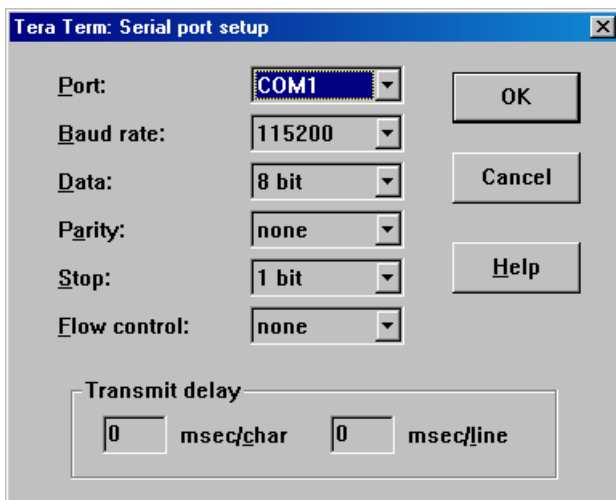 Tera Term: Serial port setup
Port: COM1
OK
Baud rate: 115200
Data: 8 bit
Cancel
Parity: none
Stop: 1 bit
Help
Flow control: none
Transmit delay
0 msec/char 0 msec/line